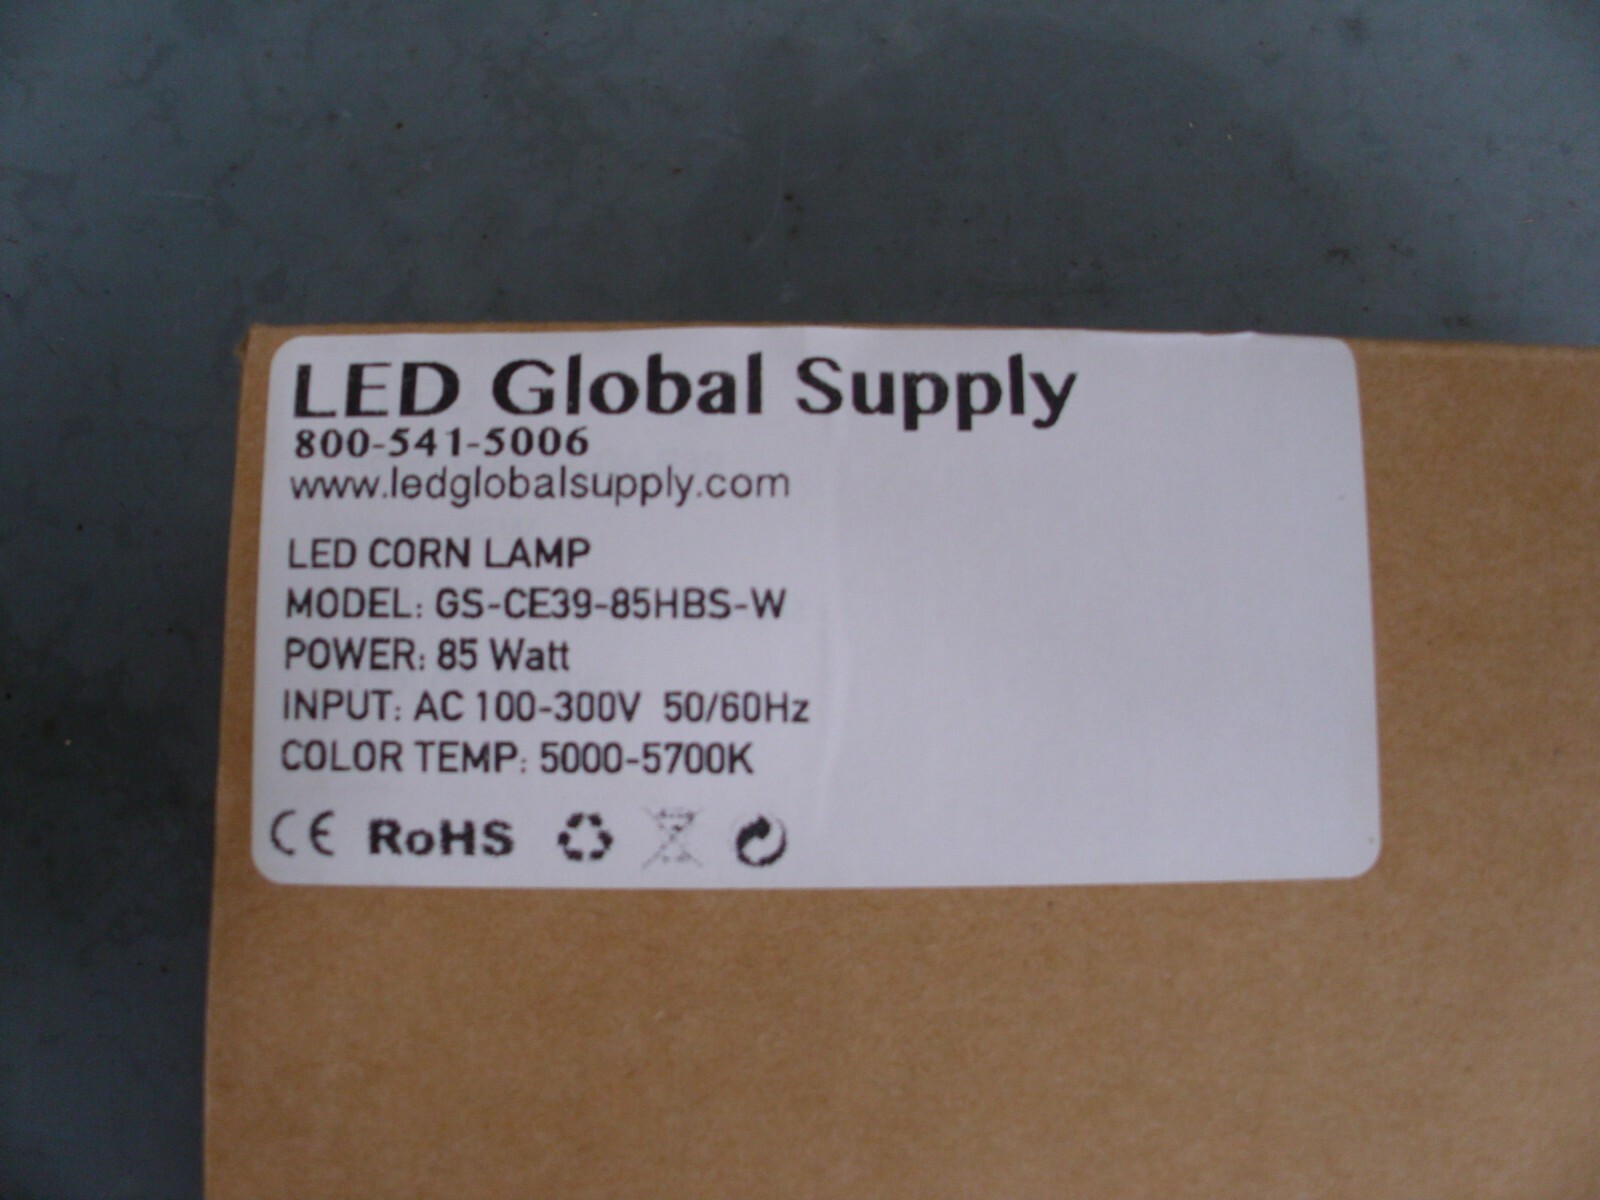 LED Global Supply
800-541-5006
www.ledglobalsupply.com
LED CORN LAMP
MODEL: GS-CE39-85HBS-W
POWER: 85 Watt
INPUT: AC 100-300V 50/60Hz
COLOR TEMP: 5000-5700K
CE RoHS